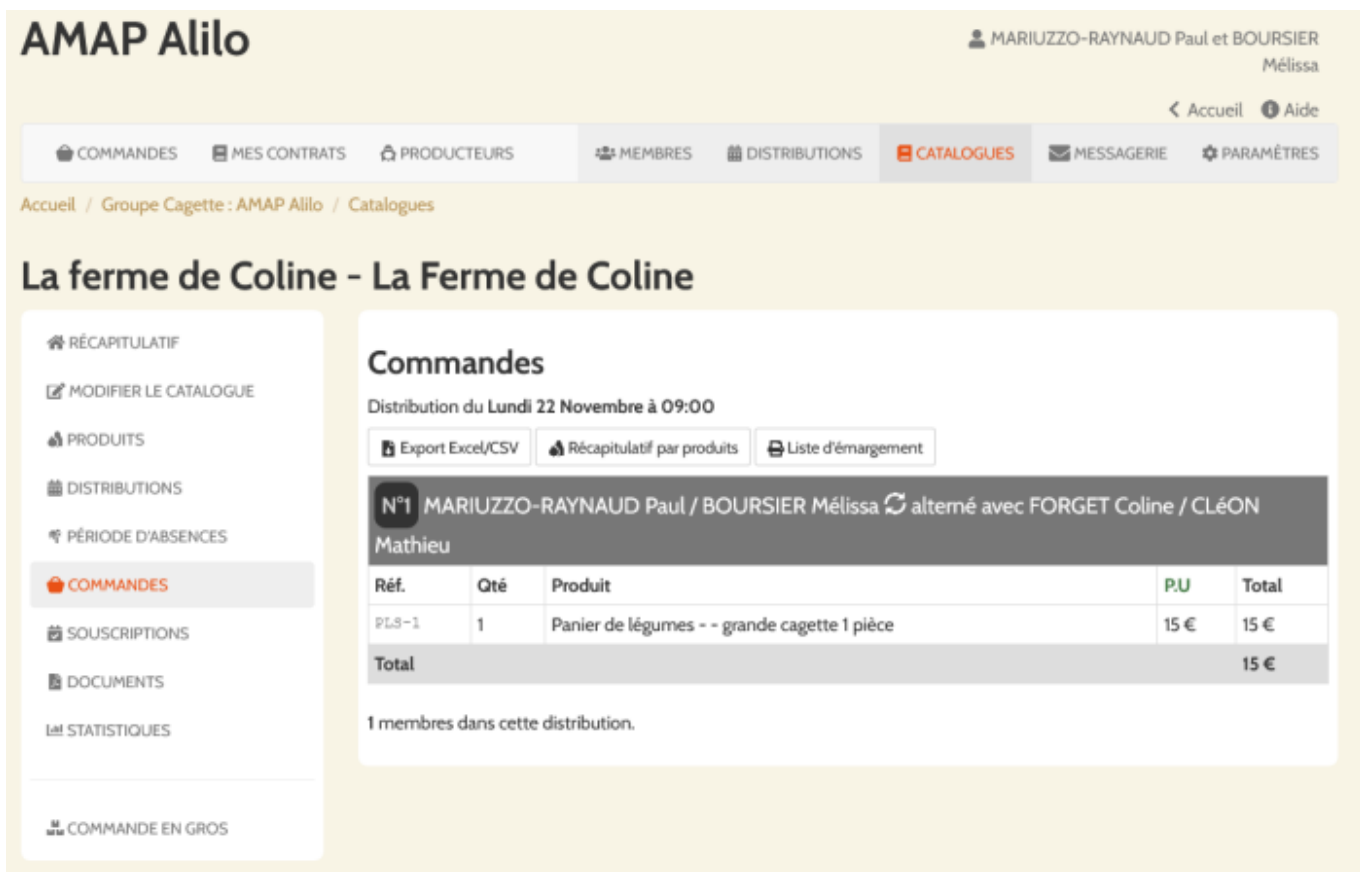 AMAP Alilo
MARIUZZO-RAYNAUD Paul et BOURSIER
Mélissa
Accueil Aide
COMMANDES MES CONTRATS PRODUCTEURS MEMBRES DISTRIBUTIONS CATALOGUES MESSAGERIE PARAMÈTRES
Accueil / Groupe Cagette : AMAP Alilo / Catalogues
La ferme de Coline - La Ferme de Coline
RÉCAPITULATIF
MODIFIER LE CATALOGUE
PRODUITS
DISTRIBUTIONS
PÉRIODE D'ABSENCES
COMMANDES
SOUSCRIPTIONS
DOCUMENTS
STATISTIQUES
COMMANDE EN GROS
Commandes
Distribution du Lundi 22 Novembre à 09:00
Export Excel/CSV Récapitulatif par produits Liste d'émargement
N°1 MARIUZZO-RAYNAUD Paul / BOURSIER Mélissa alterné avec FORGET Coline / CLéON
Mathieu
Réf. Qté Produit P.U Total
PLS-1 1 Panier de légumes - - grande cagette 1 pièce 15 € 15 €
Total 15 €
1 membres dans cette distribution.